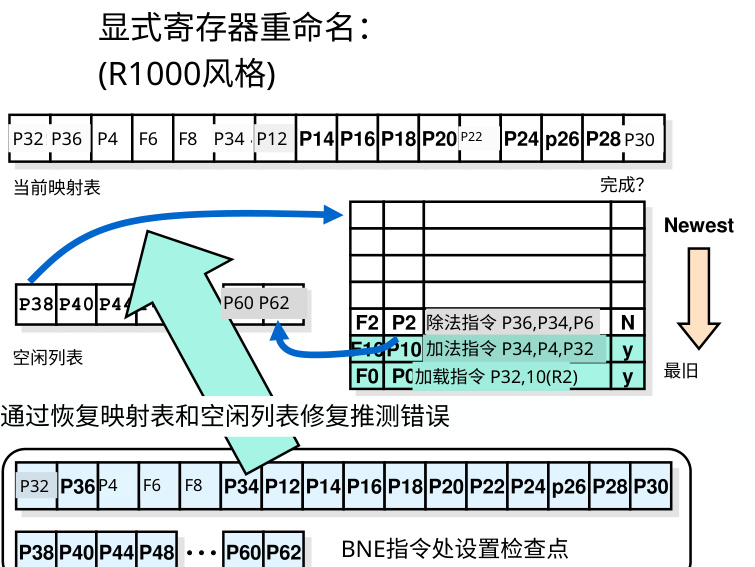 显式寄存器重命名：
(R1000风格)
P32 P36 P4 F6 F8 P34 P12 P14 P16 P18 P20 P22 P24 p26 P28 P30
当前映射表
完成?
Newest
P38 P40 P44 P60 P62
F2 P2 除法指令 P36,P34,P6 N
F10 P10 加法指令 P34,P4,P32 y
F0 P0 加载指令 P32,10(R2) y
空闲列表
最旧
通过恢复映射表和空闲列表修复推测错误
P32 P36 P4 F6 F8 P34 P12 P14 P16 P18 P20 P22 P24 p26 P28 P30
P38 P40 P44 P48 ... P60 P62 BNE指令处设置检查点